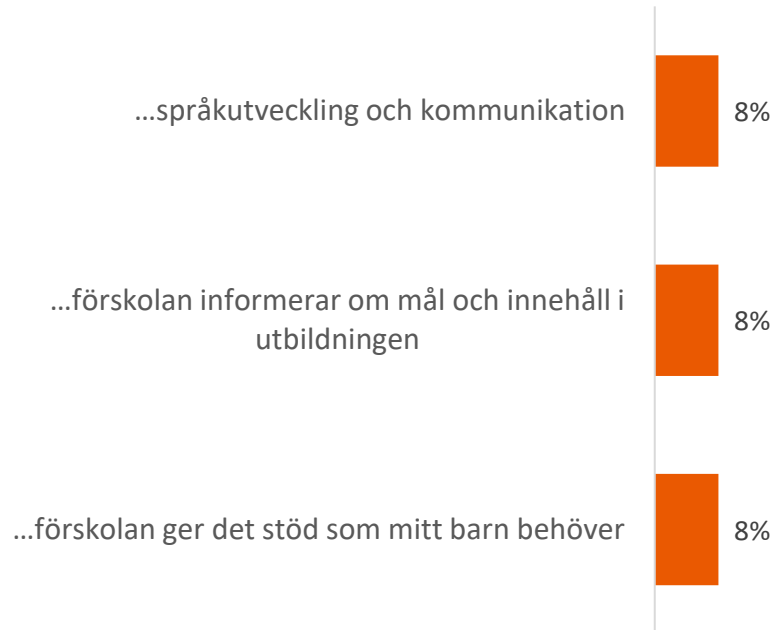 ...språkutveckling och kommunikation
8%
...förskolan informerar om mål och innehåll i
utbildningen
8%
...förskolan ger det stöd som mitt barn behöver
8%